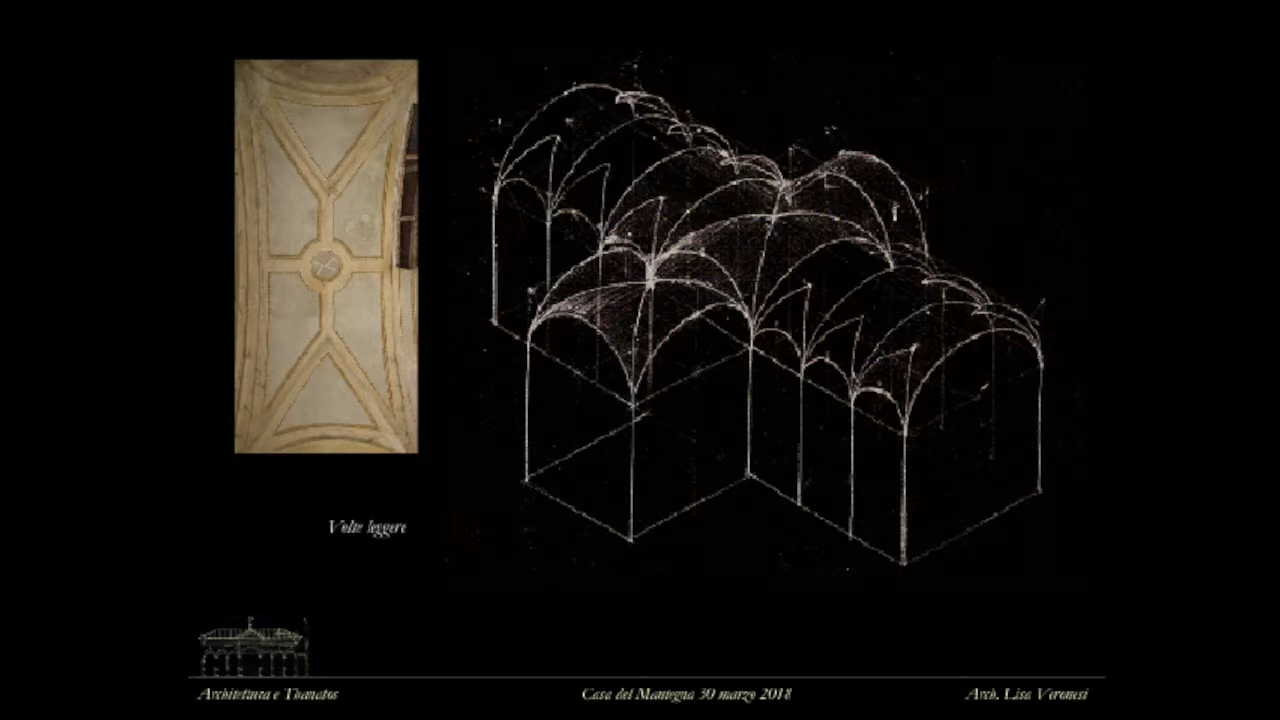 Volte leggere
Architettura e Thanatos
Casa del Mantegna 30 marzo 2018
Arch. Lisa Veronesi